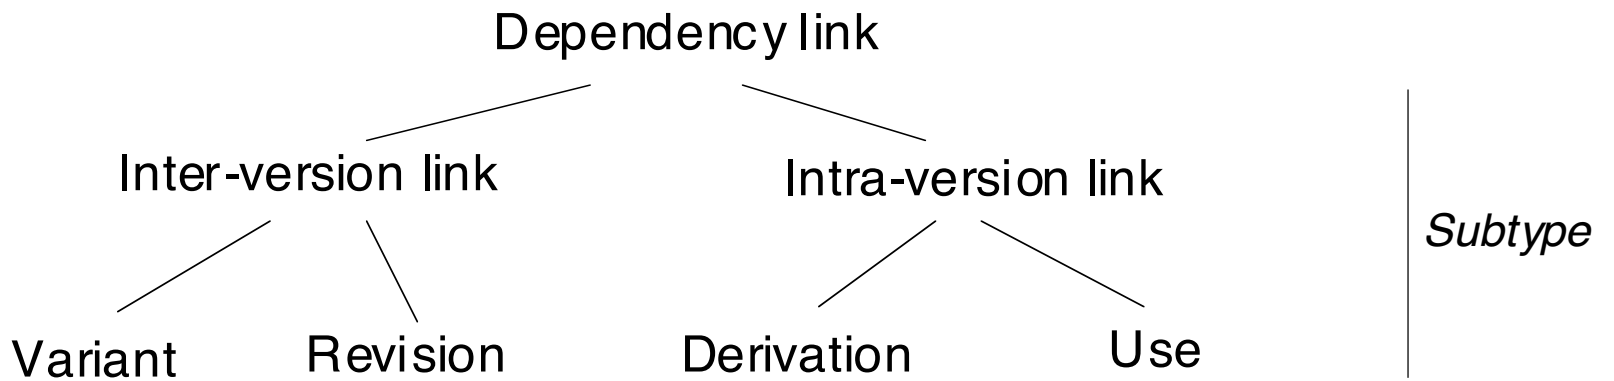 Dependency link
Inter-version link
Intra-version link
Subtype
Variant
Revision
Derivation
Use